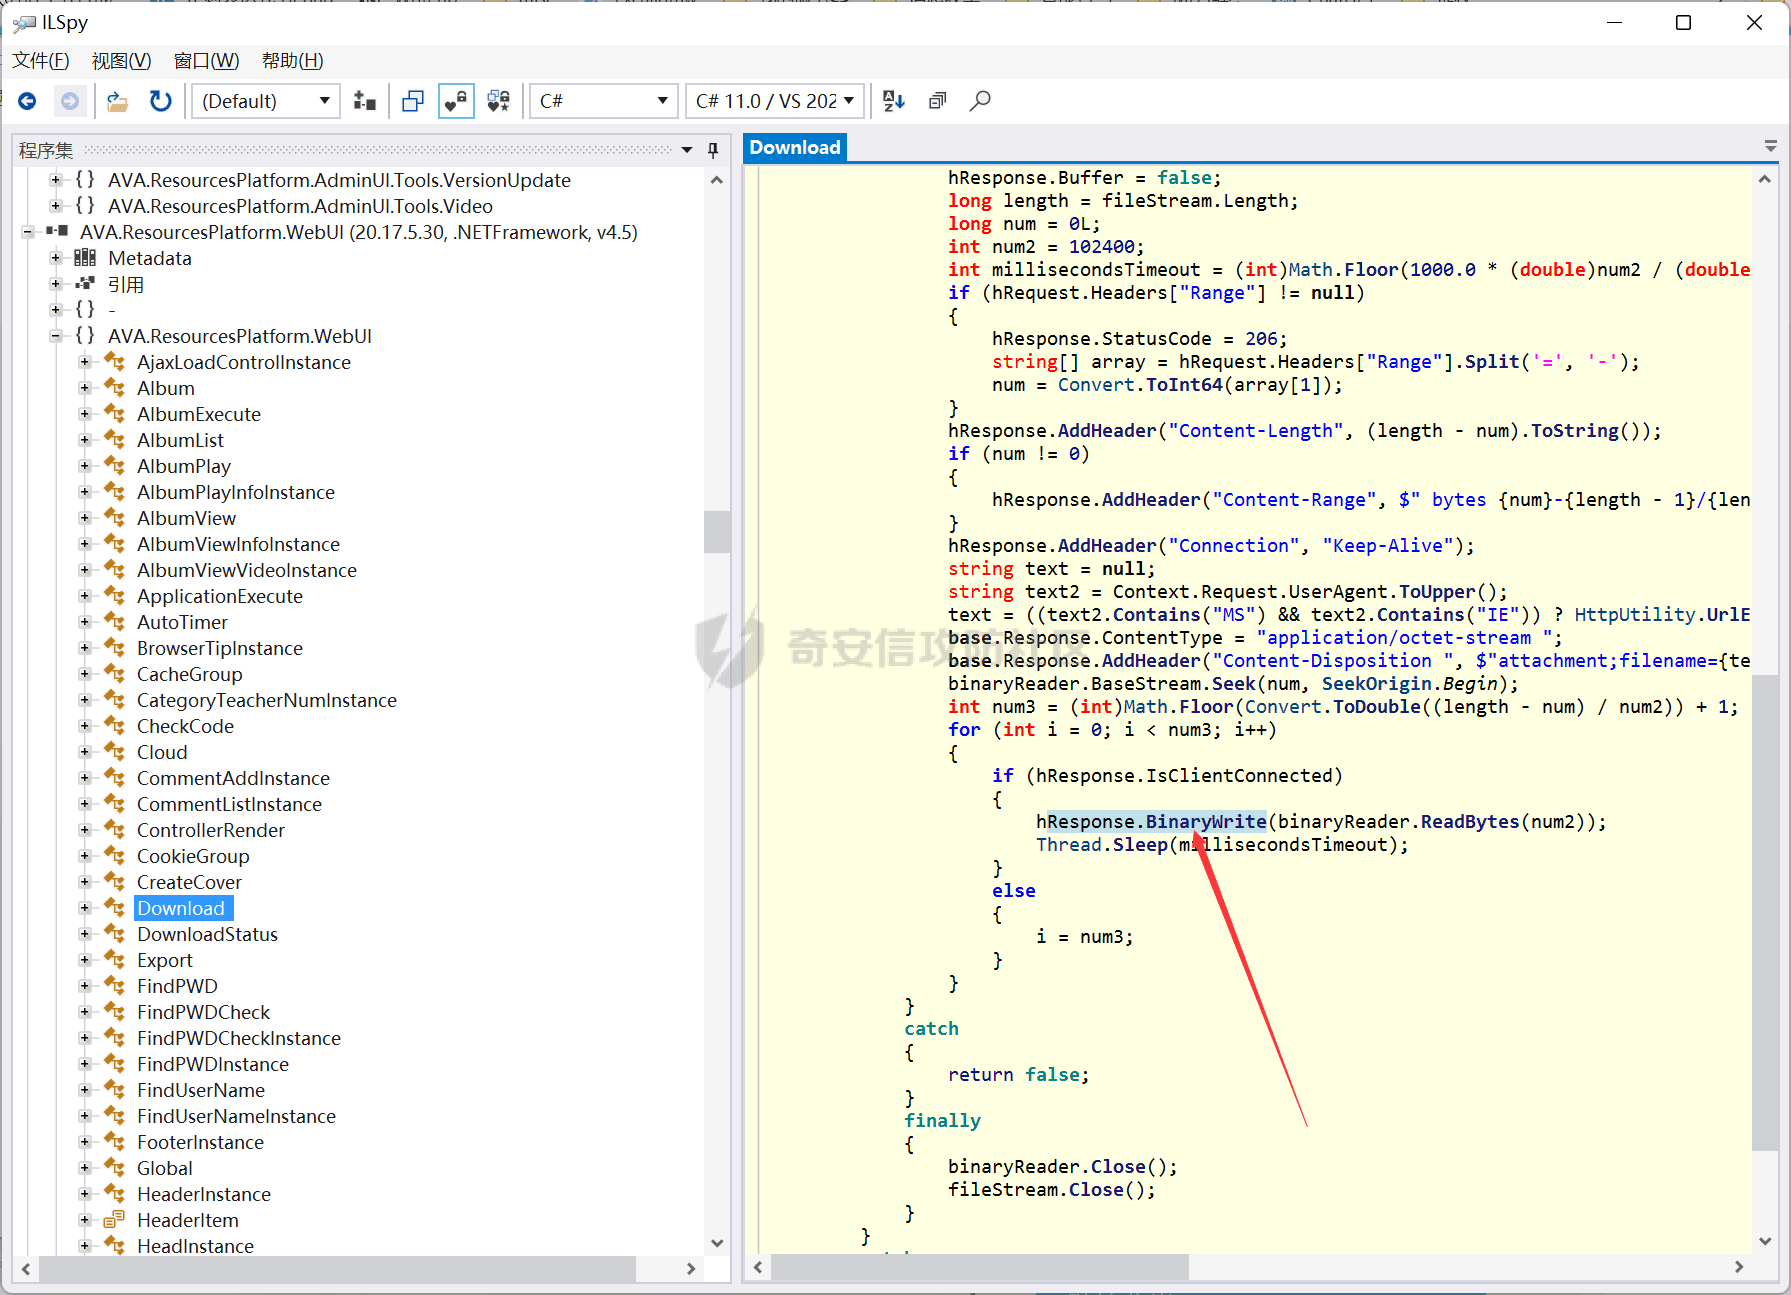 ILSpy
文件(F) 视图(V) 窗口(W) 帮助(H)
(Default) C# C# 11.0 / VS 202
程序集
AVA.ResourcesPlatform.AdminUI.Tools.VersionUpdate
AVA.ResourcesPlatform.AdminUI.Tools.Video
AVA.ResourcesPlatform.WebUI (20.17.5.30, .NETFramework, v4.5)
Metadata
引用
{ } -
{ } AVA.ResourcesPlatform.WebUI
AjaxLoadControlInstance
Album
AlbumExecute
AlbumList
AlbumPlay
AlbumPlayInfoInstance
AlbumView
AlbumViewInfoInstance
AlbumViewVideoInstance
ApplicationExecute
AutoTimer
BrowserTipInstance
CacheGroup
CategoryTeacherNumInstance
CheckCode
Cloud
CommentAddInstance
CommentListInstance
ControllerRender
CookieGroup
CreateCover
Download
DownloadStatus
Export
FindPWD
FindPWDCheck
FindPWDCheckInstance
FindPWDInstance
FindUserName
FindUserNameInstance
FooterInstance
Global
HeaderInstance
HeaderItem
HeadInstance
Download
hResponse.Buffer = false;
long length = fileStream.Length;
long num = 0L;
int num2 = 102400;
int millisecondsTimeout = (int)Math.Floor(1000.0 * (double)num2 / (double
if (hRequest.Headers["Range"] != null)
{
hResponse.StatusCode = 206;
string[] array = hRequest.Headers["Range"].Split('=', '-');
num = Convert.ToInt64(array[1]);
}
hResponse.AddHeader("Content-Length", (length - num).ToString());
if (num != 0)
{
hResponse.AddHeader("Content-Range", $" bytes {num}-{length - 1}/{len
}
hResponse.AddHeader("Connection", "Keep-Alive");
string text = null;
string text2 = Context.Request.UserAgent.ToUpper();
text = ((text2.Contains("MS") && text2.Contains("IE")) ? HttpUtility.UrlE
base.Response.ContentType = "application/octet-stream ";
base.Response.AddHeader("Content-Disposition ", $"attachment;filename={te
binaryReader.BaseStream.Seek(num, SeekOrigin.Begin);
int num3 = (int)Math.Floor(Convert.ToDouble((length - num) / num2)) + 1;
for (int i = 0; i < num3; i++)
{
if (hResponse.IsClientConnected)
{
hResponse.BinaryWrite(binaryReader.ReadBytes(num2));
Thread.Sleep(millisecondsTimeout);
}
else
{
i = num3;
}
}
}
catch
{
return false;
}
finally
{
binaryReader.Close();
fileStream.Close();
}
}
奇安信攻防社区